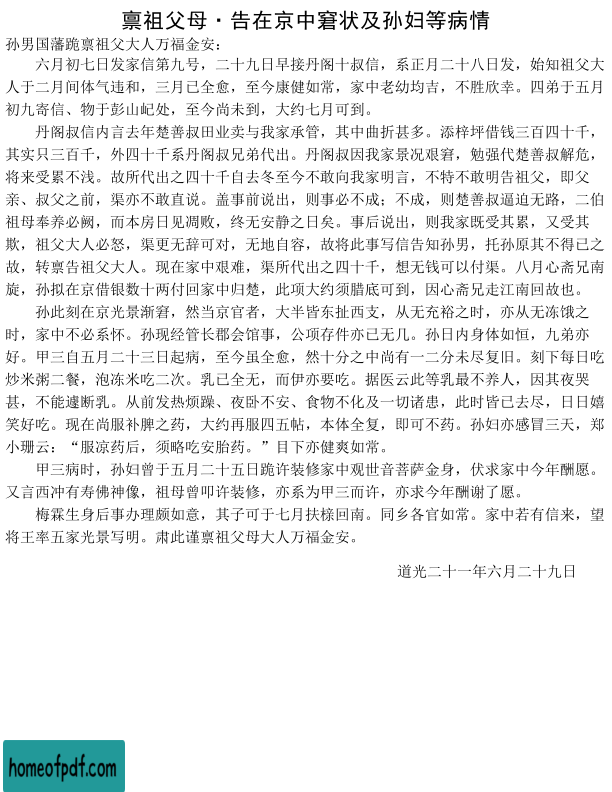 禀祖父母·告在京中窘状及孙妇等病情
孙男国藩跪禀祖父大人万福金安：
六月初七日发家信第九号，二十九日早接丹阁十叔信，系正月二十八日发，始知祖父大
人于二月间体气违和，三月已全愈，至今康健如常，家中老幼均吉，不胜欣幸。四弟于五月
初九寄信、物于彭山屺处，至今尚未到，大约七月可到。
丹阁叔信内言去年楚善叔田业卖与我家承管，其中曲折甚多。添梓坪借钱三百四十千，
其实只三百千，外四十千系丹阁叔兄弟代出。丹阁叔因我家景况艰窘，勉强代楚善叔解危，
将来受累不浅。故所代出之四十千自去冬至今不敢向我家明言，不特不敢明告祖父，即父
亲、叔父之前，渠亦不敢直说。盖事前说出，则事必不成；不成，则楚善叔逼迫无路，二伯
祖母奉养必阙，而本房日见凋败，终无安静之日矣。事后说出，则我家既受其累，又受其
欺，祖父大人必怒，渠更无辞可对，无地自容，故将此事写信告知孙男，托孙原其不得已之
故，转禀告祖父大人。现在家中艰难，渠所代出之四十千，想无钱可以付渠。八月心斋兄南
旋，孙拟在京借银数十两付回家中归楚，此项大约须腊底可到，因心斋兄走江南回故也。
孙此刻在京光景渐窘，然当京官者，大半皆东扯西支，从无充裕之时，亦从无冻饿之
时，家中不必系怀。孙现经管长郡会馆事，公项存件亦已无几。孙日内身体如恒，九弟亦
好。甲三自五月二十三日起病，至今虽全愈，然十分之中尚有一二分未尽复旧。刻下每日吃
炒米粥二餐，泡冻米吃二次。乳已全无，而伊亦要吃。据医云此等乳最不养人，因其夜哭
甚，不能遽断乳。从前发热烦躁、夜卧不安、食物不化及一切诸患，此时皆已去尽，日日嬉
笑好吃。现在尚服补脾之药，大约再服四五帖，本体全复，即可不药。孙妇亦感冒三天，郑
小珊云：“服凉药后，须略吃安胎药。”目下亦健爽如常。
甲三病时，孙妇曾于五月二十五日跪许装修家中观世音菩萨金身，伏求家中今年酬愿。
又言西冲有寿佛神像，祖母曾叩许装修，亦系为甲三而许，亦求今年酬谢了愿。
梅霖生身后事办理颇如意，其子可于七月扶榇回南。同乡各官如常。家中若有信来，望
将王率五家光景写明。肃此谨禀祖父母大人万福金安。
道光二十一年六月二十九日
homeofpdf.com